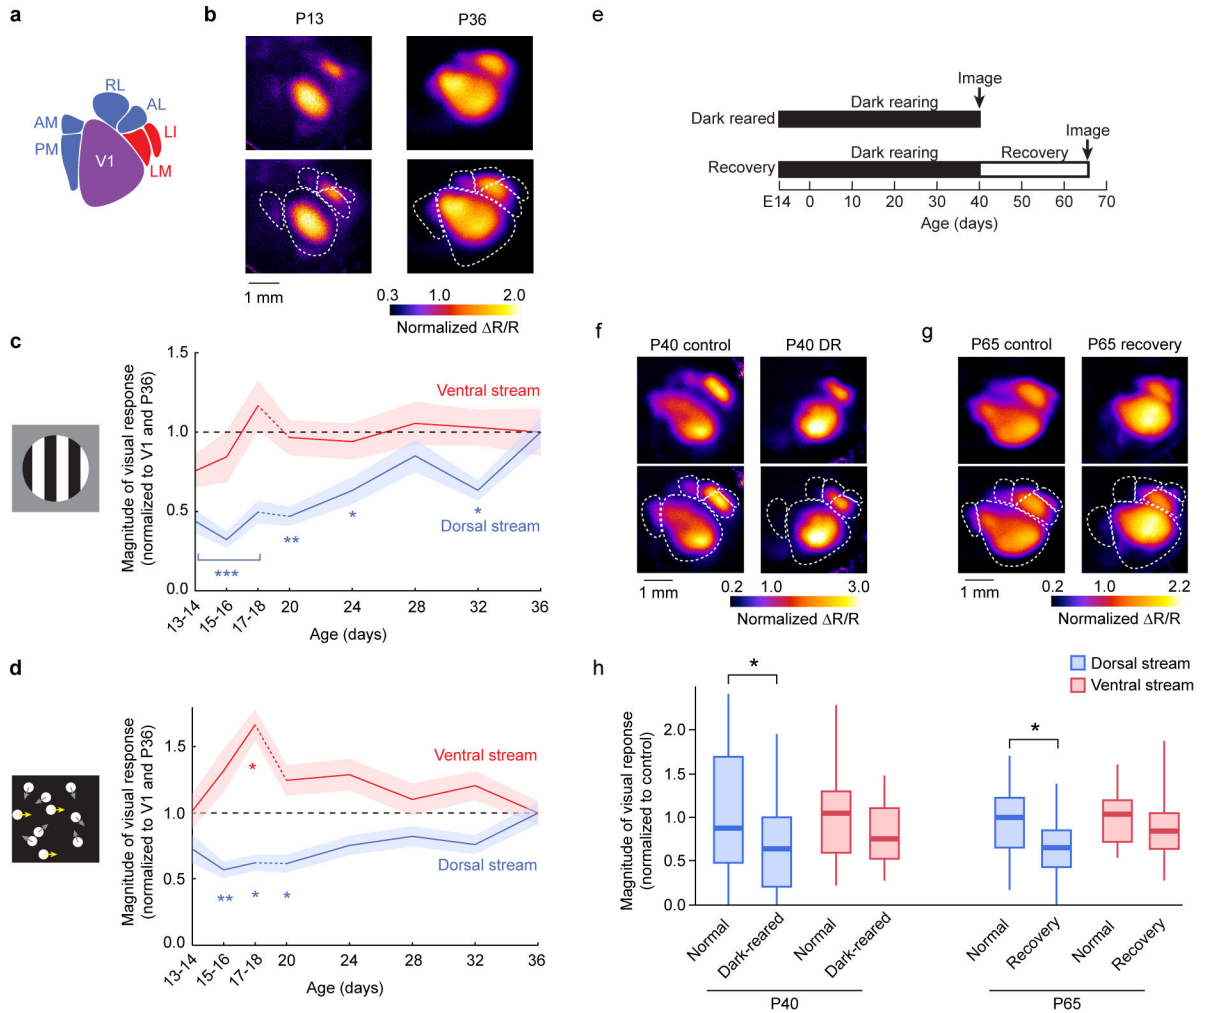 a
RL
AL
AM
LI
PM
V1
LM
b
P13
P36
1 mm
0.3
1.0
2.0
Normalized ΔR/R
c
Magnitude of visual response
(normalized to V1 and P36)
1.5
1.0
0.5
0.0
Ventral stream
Dorsal stream
***
**
*
*
13-14
15-16
17-18
20
24
28
32
36
Age (days)
d
Magnitude of visual response
(normalized to V1 and P36)
1.5
1.0
0.5
0.0
Ventral stream
*
Dorsal stream
**
*
*
13-14
15-16
17-18
20
24
28
32
36
Age (days)
e
Image
Dark rearing
Dark reared
Image
Dark rearing
Recovery
Recovery
E14
0
10
20
30
40
50
60
70
Age (days)
f
P40 control
P40 DR
1 mm
0.2
1.0
3.0
Normalized ΔR/R
g
P65 control
P65 recovery
1 mm
0.2
1.0
2.2
Normalized ΔR/R
h
Dorsal stream
Ventral stream
Magnitude of visual response
(normalized to control)
2.0
1.5
1.0
0.5
0.0
*
*
Normal
Dark-reared
Normal
Dark-reared
Normal
Recovery
Normal
Recovery
P40
P65